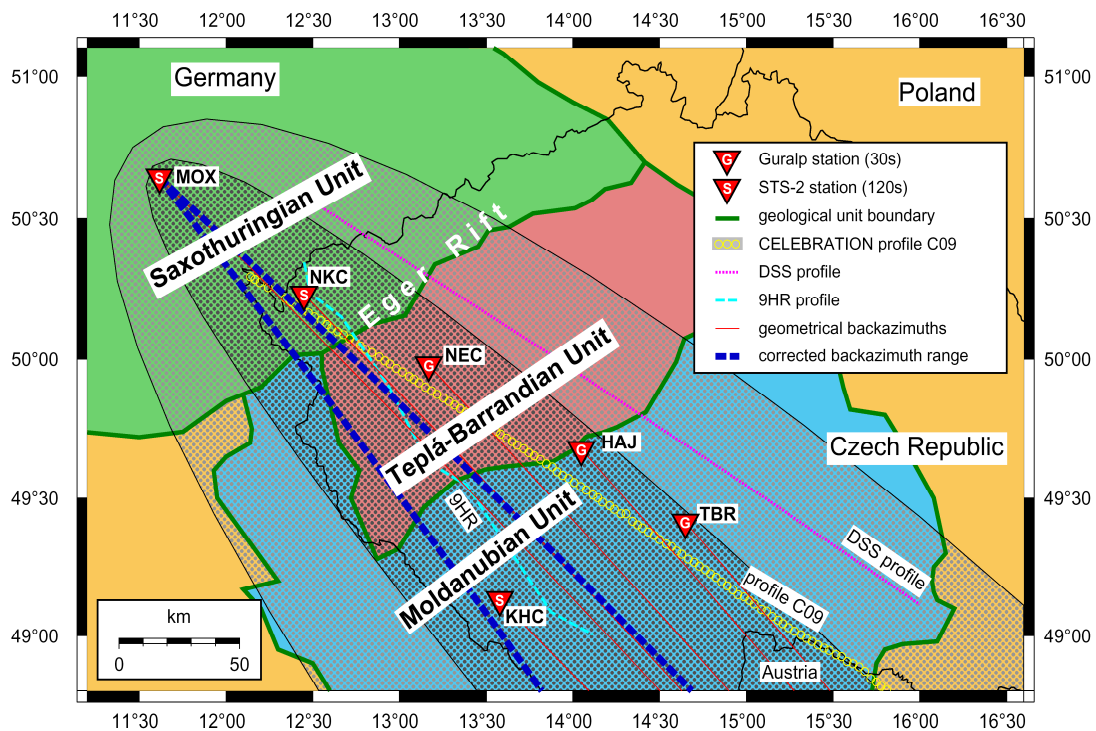 11°30 12°00 12°30 13°00 13°30 14°00 14°30 15°00 15°30 16°00 16°30
51°00 51°00
Germany
Poland
G Guralp station (30s)
S STS-2 station (120s)
geological unit boundary
CELEBRATION profile C09
DSS profile
9HR profile
geometrical backazimuths
corrected backazimuth range
S MOX
Saxothuringian Unit
50°30 50°30
Eger Rift
NKC
S
50°00 50°00
G NEC
Teplá-Barrandian Unit
G HAJ
Czech Republic
49°30 49°30
9HR
G TBR
Moldanubian Unit
DSS profile
profile C09
S
KHC
49°00 49°00
Austria
km
0 50
11°30 12°00 12°30 13°00 13°30 14°00 14°30 15°00 15°30 16°00 16°30